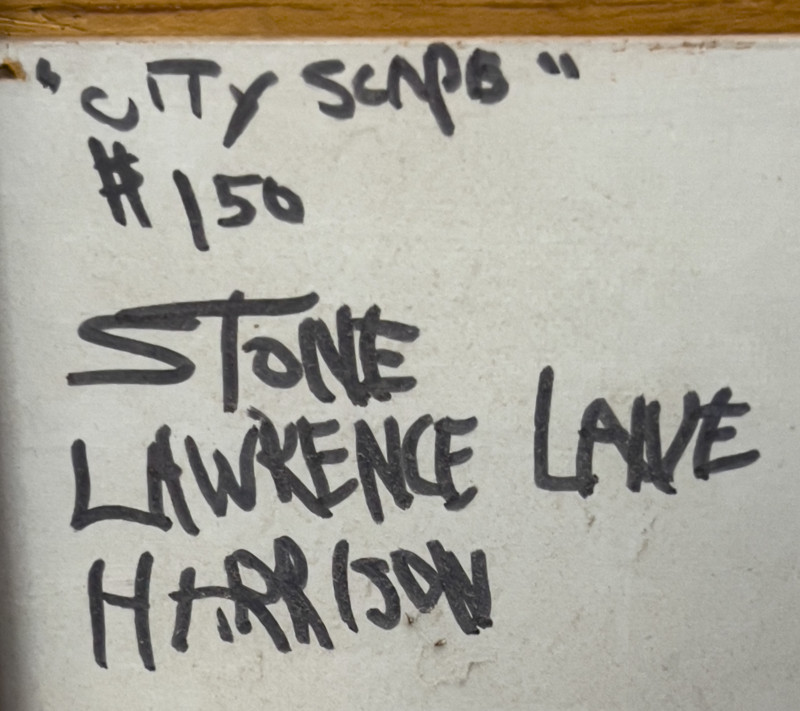 "CITY SCAPE"
#150
STONE
LAWRENCE LANE
HARRISON